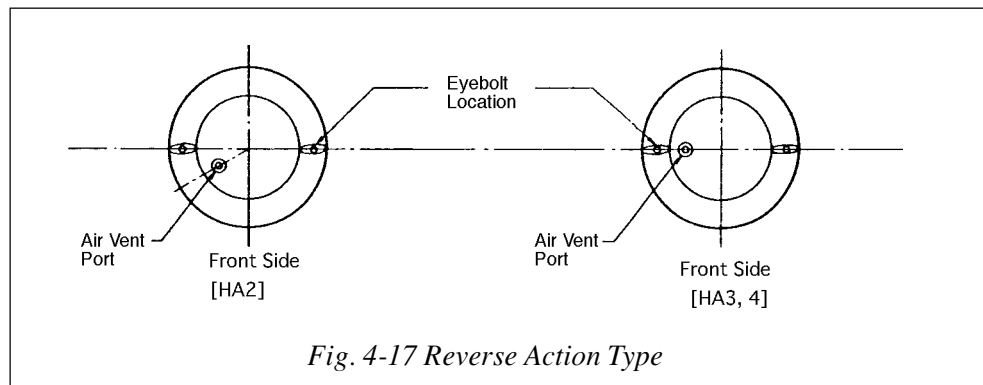 Eyebolt
Location
Air Vent
Port
Front Side
[HA2]
Air Vent
Port
Front Side
[HA3, 4]
Fig. 4-17 Reverse Action Type